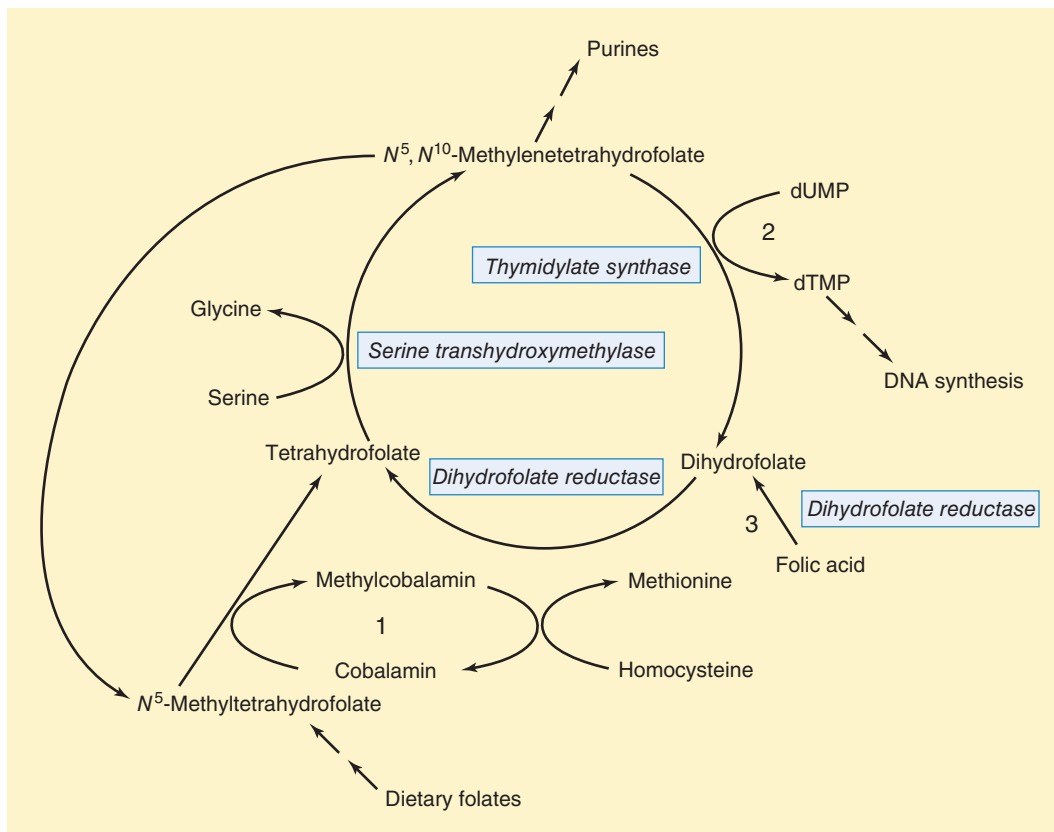 Purines
N5, N10-Methylenetetrahydrofolate
dUMP
2
Thymidylate synthase
dTMP
Glycine
Serine transhydroxymethylase
DNA synthesis
Serine
Tetrahydrofolate
Dihydrofolate reductase
Dihydrofolate
Dihydrofolate reductase
3
Folic acid
Methylcobalamin
Methionine
1
Cobalamin
Homocysteine
N5-Methyltetrahydrofolate
Dietary folates